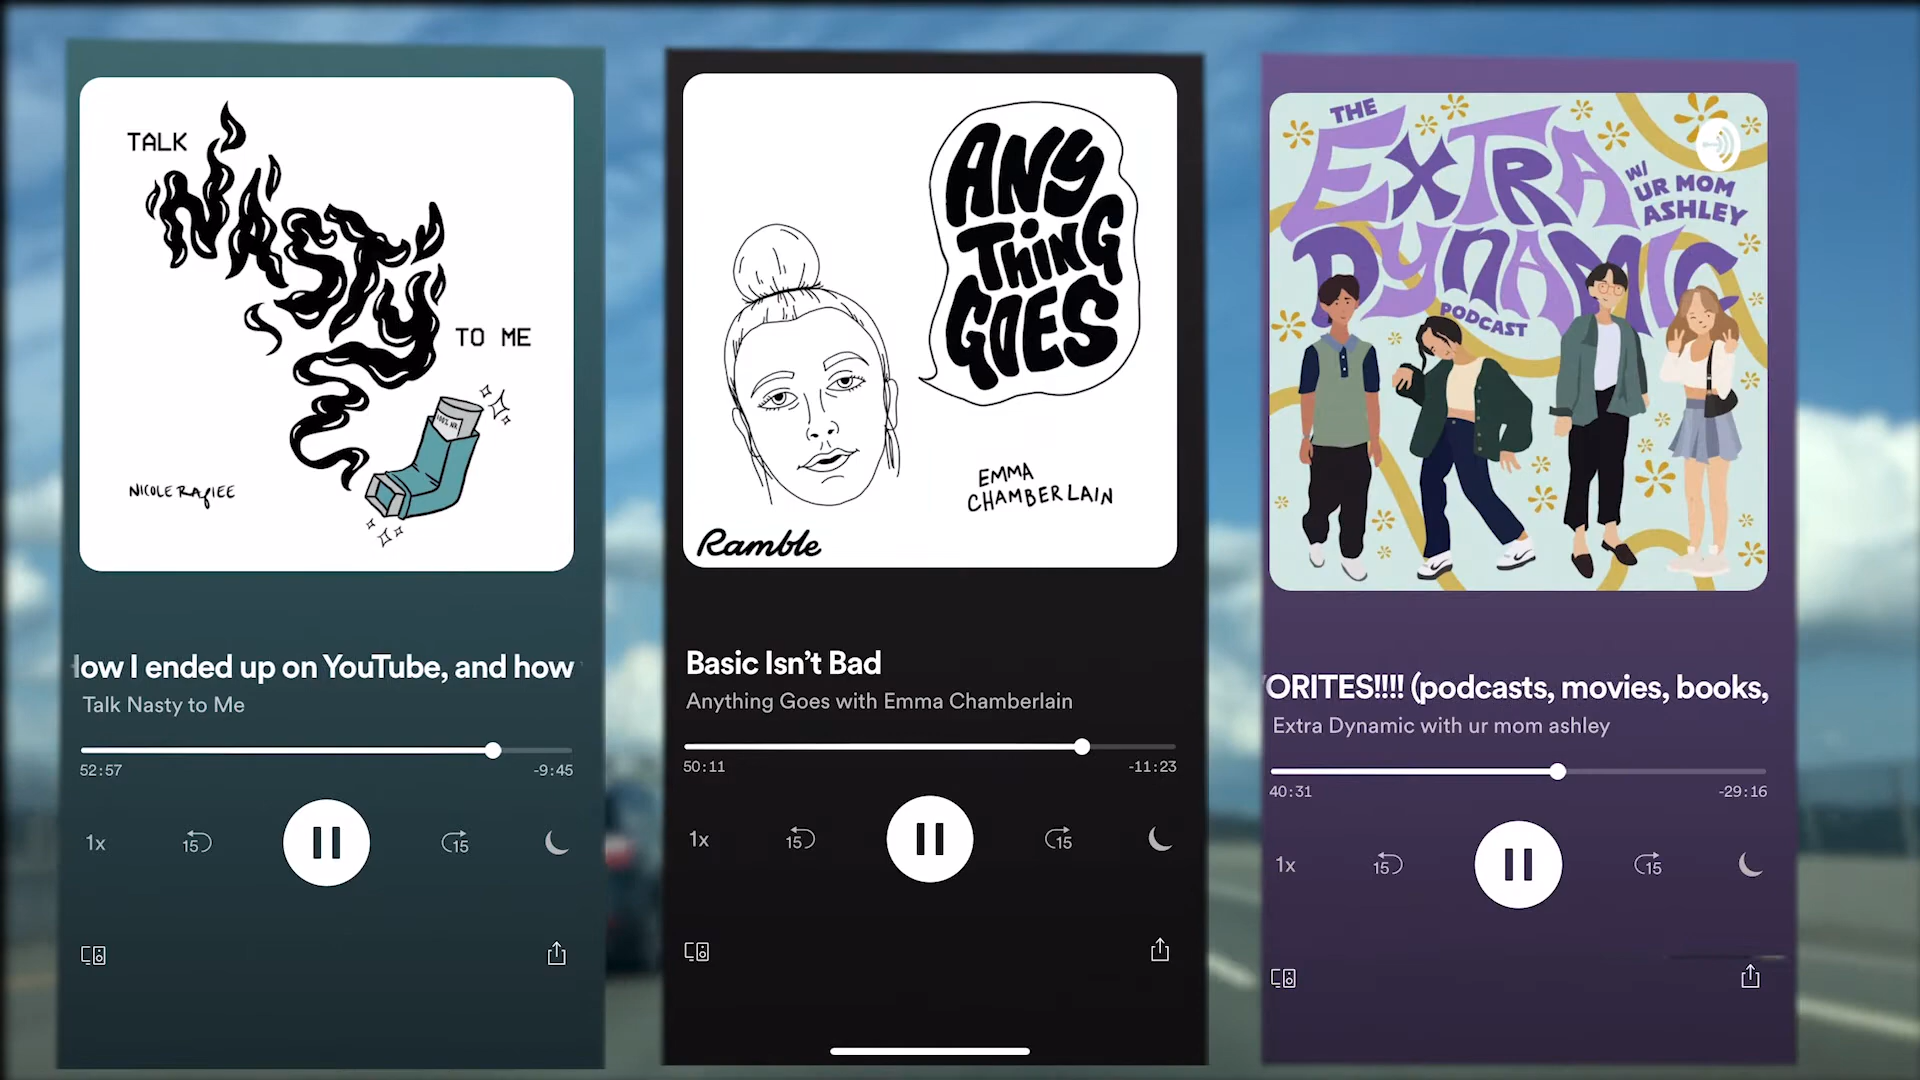 TALK
NASTY
TO ME
100% NR
NICOLE RAFIEE
ow I ended up on YouTube, and how
Talk Nasty to Me
52:57
-9:45
1x
15
15
ANY
THING
GOES
EMMA
CHAMBERLAIN
Ramble
Basic Isn't Bad
Anything Goes with Emma Chamberlain
50:11
-11:23
1x
15
15
THE
EXTRA
W/
UR MOM
ASHLEY
DYNAMIC
PODCAST
ORITES!!!! (podcasts, movies, books,
Extra Dynamic with ur mom ashley
40:31
-29:16
1x
15
15